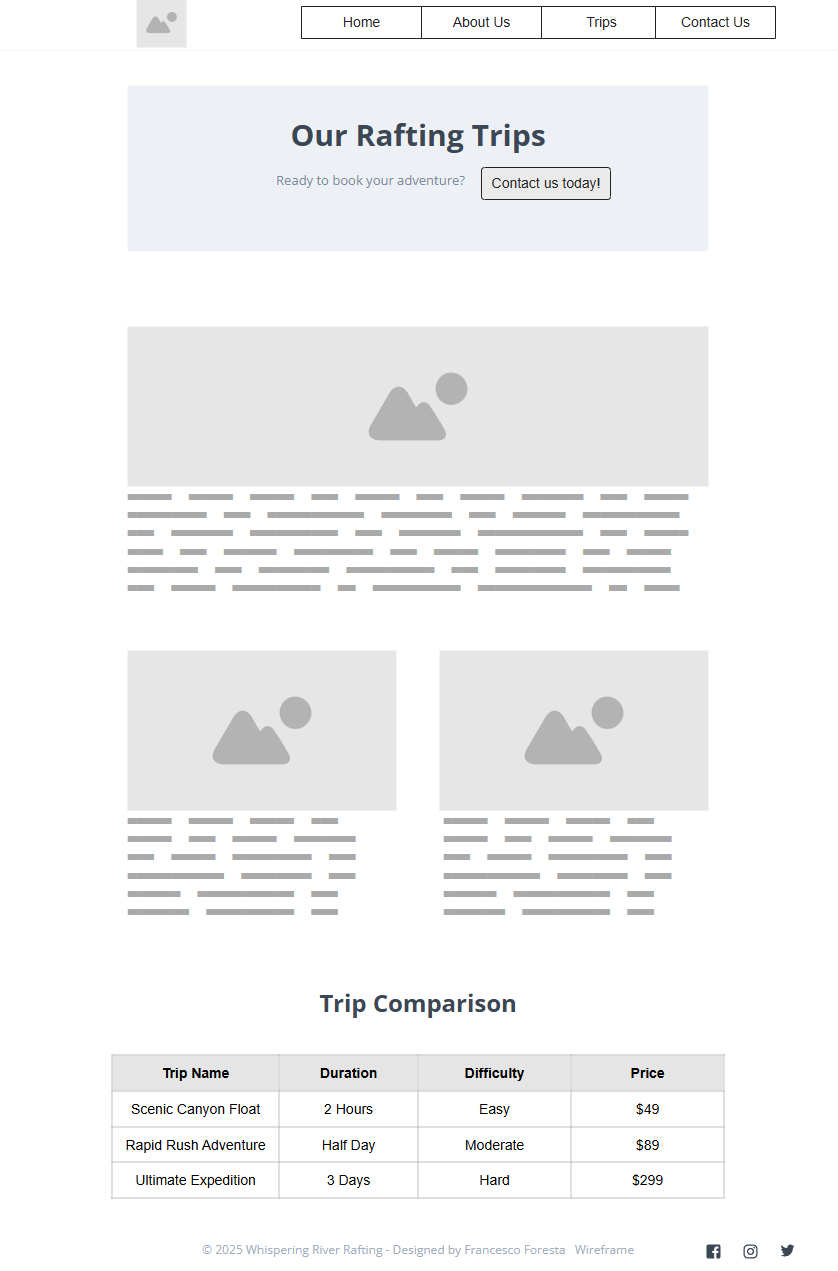 Home About Us Trips Contact Us
Our Rafting Trips
Ready to book your adventure? Contact us today!
Trip Comparison
Trip Name Duration Difficulty Price
Scenic Canyon Float 2 Hours Easy $49
Rapid Rush Adventure Half Day Moderate $89
Ultimate Expedition 3 Days Hard $299
© 2025 Whispering River Rafting - Designed by Francesco Foresta Wireframe